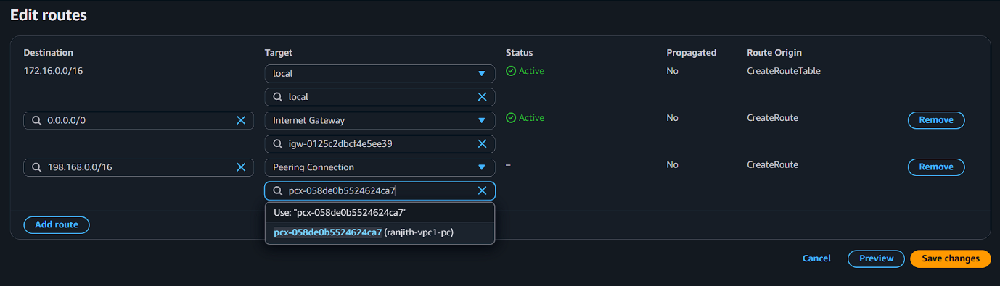 Edit routes
Destination Target Status Propagated Route Origin
172.16.0.0/16 local Active No CreateRouteTable
local
0.0.0.0/0 Internet Gateway Active No CreateRoute Remove
igw-0125c2dbcf4e5ee39
198.168.0.0/16 Peering Connection – No CreateRoute Remove
pcx-058de0b5524624ca7
Use: "pcx-058de0b5524624ca7"
Add route pcx-058de0b5524624ca7 (ranjith-vpc1-pc)
Cancel Preview Save changes